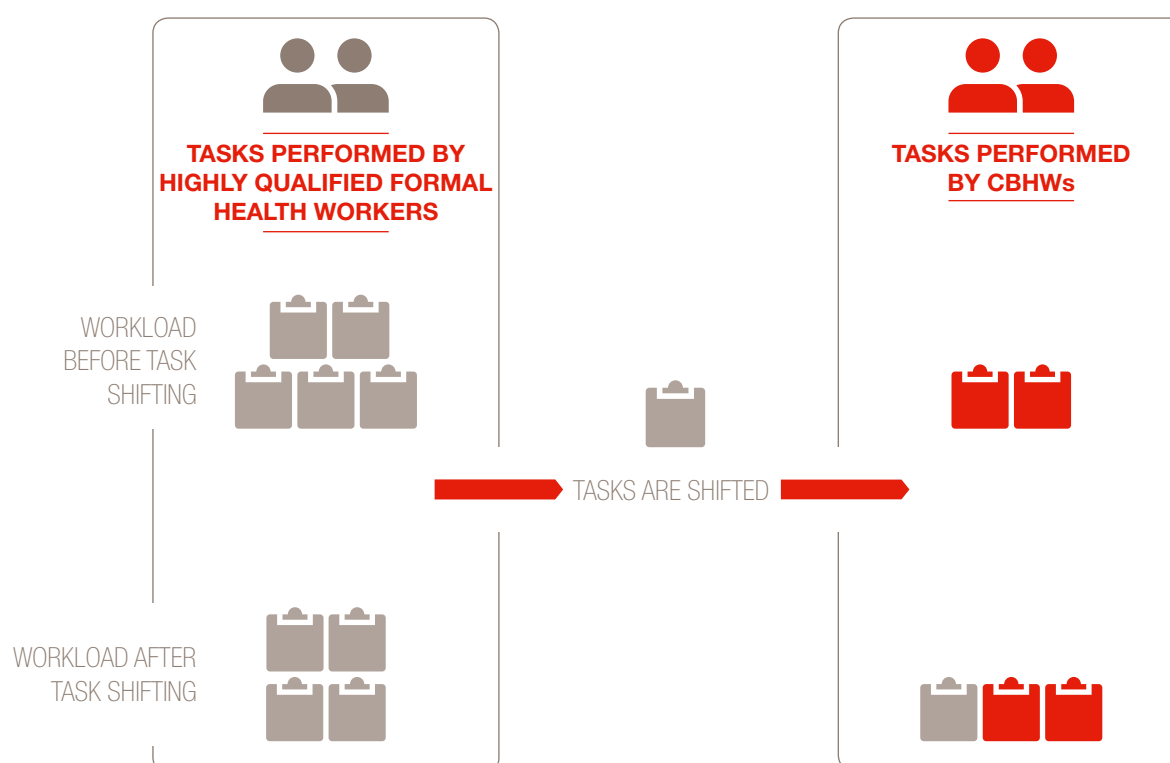 TASKS PERFORMED BY
HIGHLY QUALIFIED FORMAL
HEALTH WORKERS
TASKS PERFORMED
BY CBHWs
WORKLOAD
BEFORE TASK
SHIFTING
TASKS ARE SHIFTED
WORKLOAD AFTER
TASK SHIFTING